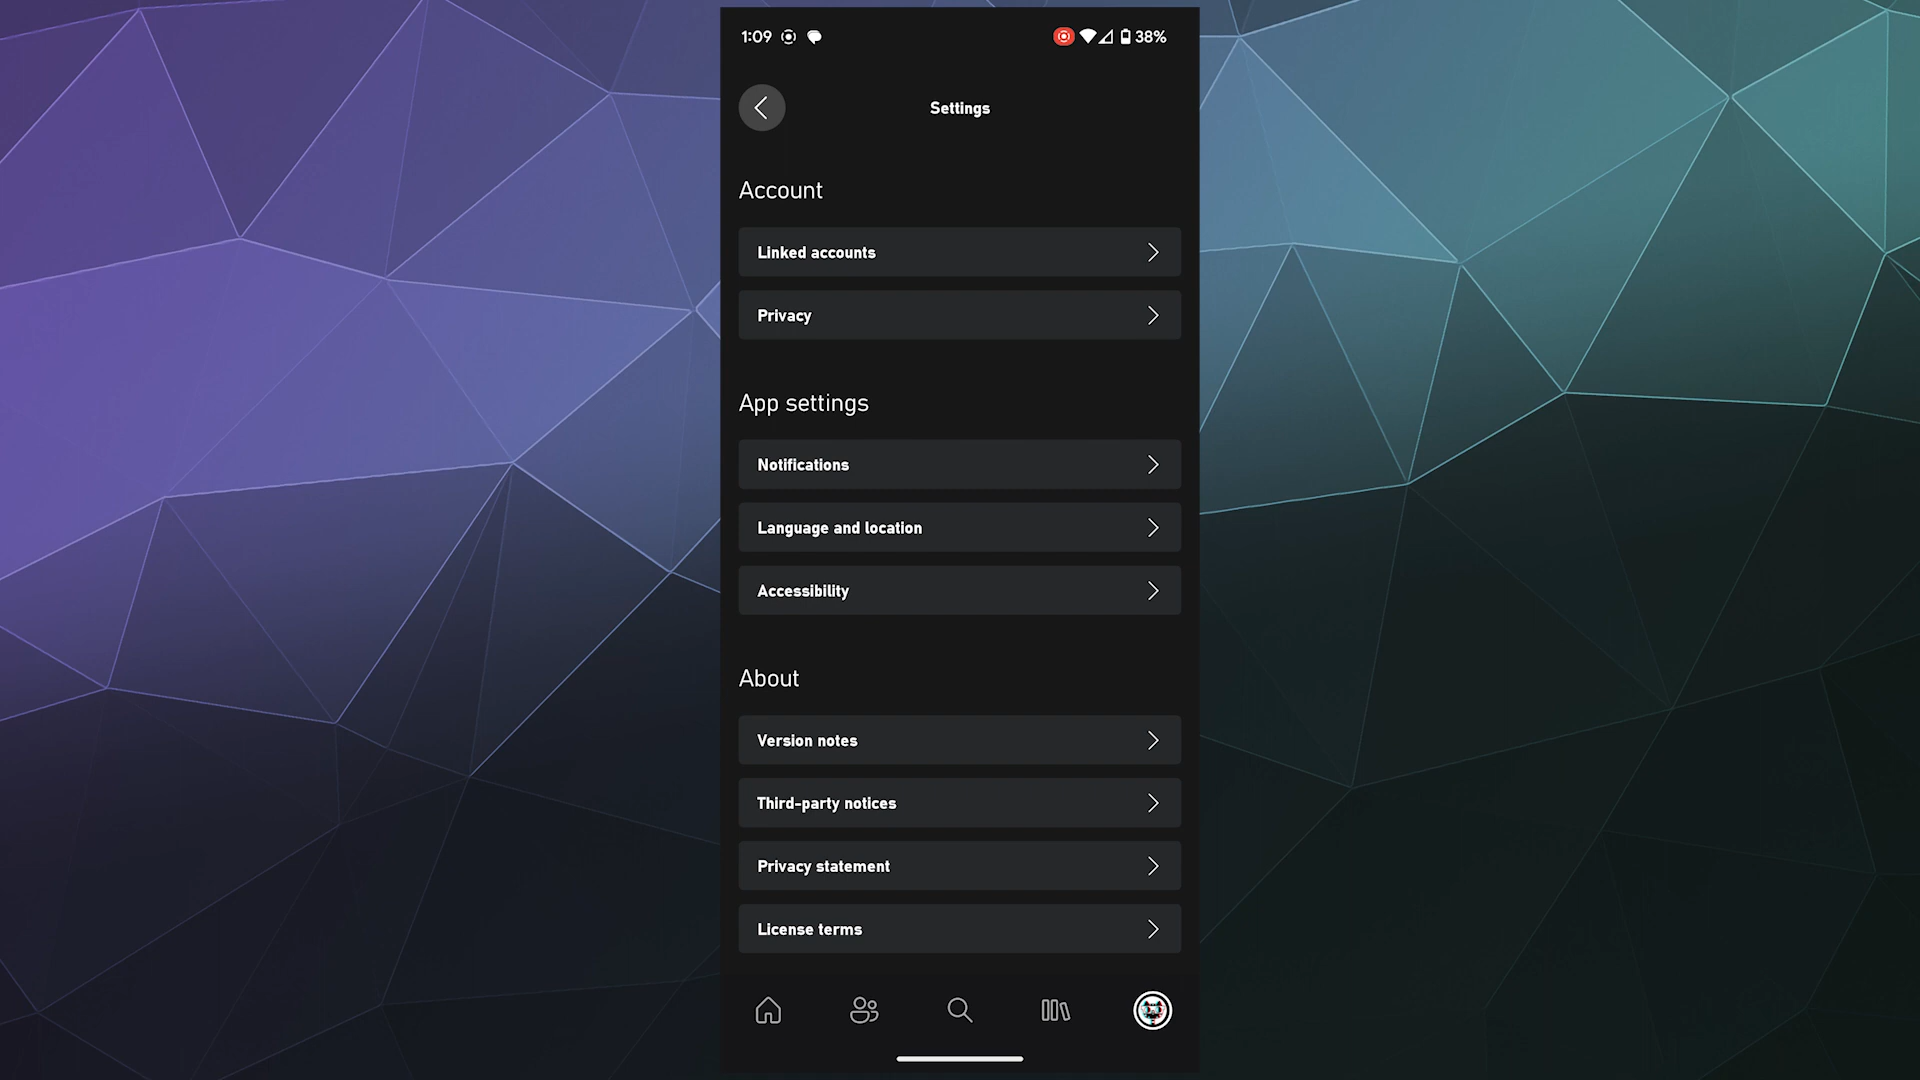 1:09
38%
Settings
Account
Linked accounts
Privacy
App settings
Notifications
Language and location
Accessibility
About
Version notes
Third-party notices
Privacy statement
License terms